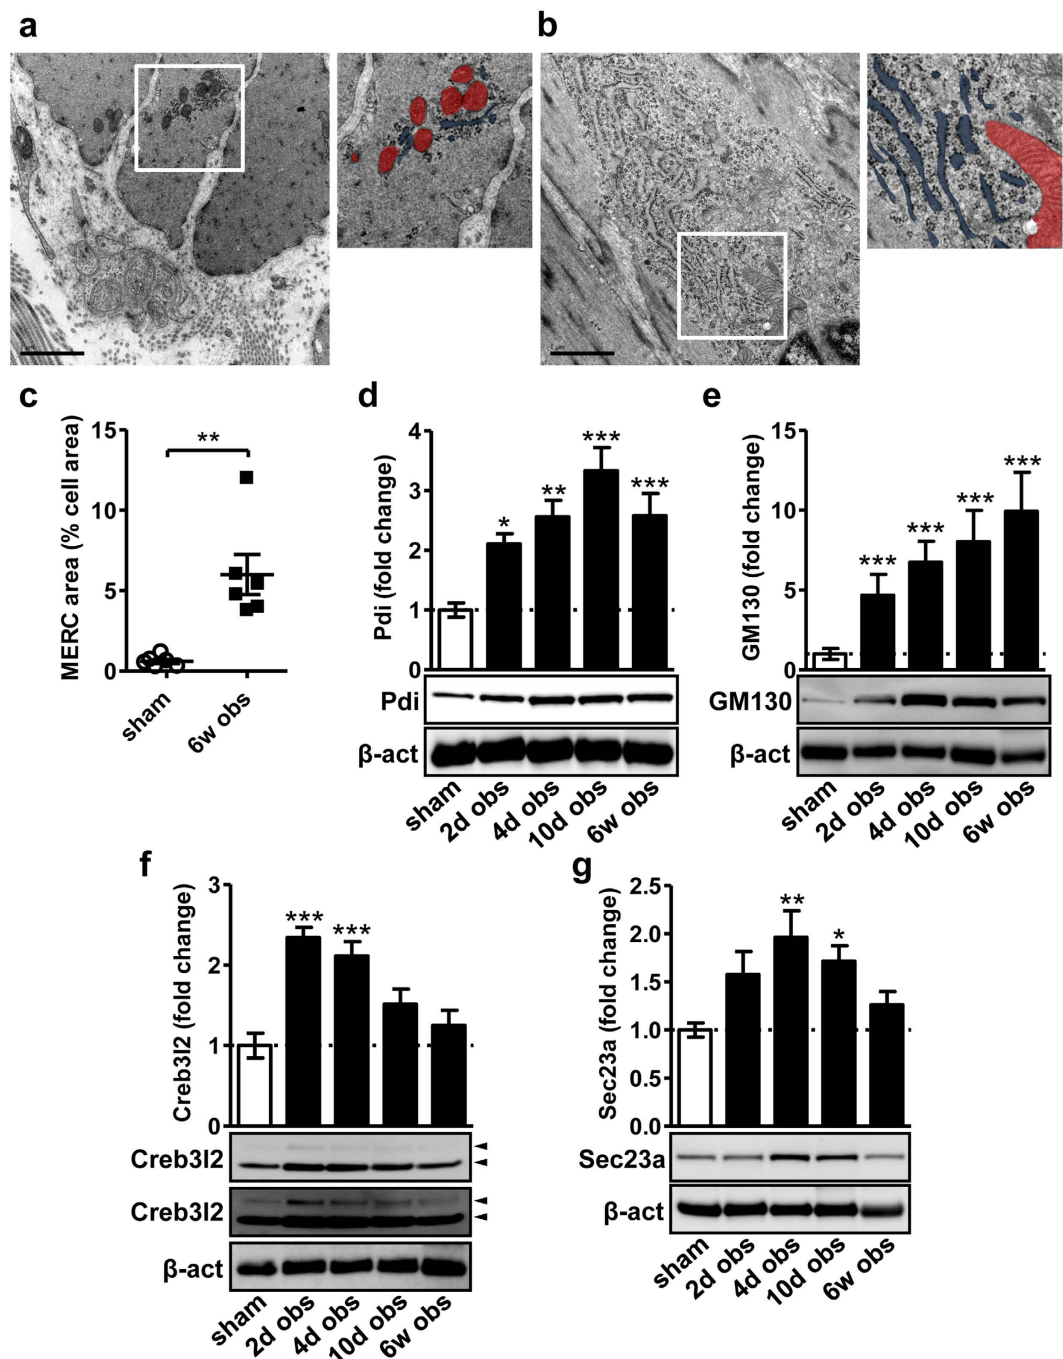 a
b
c
MERC area (% cell area)
15
10
5
0
**
sham
6w obs
d
Pdi (fold change)
4
3
2
1
0
*
**
***
***
Pdi
β-act
sham
2d obs
4d obs
10d obs
6w obs
e
GM130 (fold change)
15
10
5
0
***
***
***
***
GM130
β-act
sham
2d obs
4d obs
10d obs
6w obs
f
Creb3l2 (fold change)
3
2
1
0
***
***
Creb3l2
Creb3l2
β-act
sham
2d obs
4d obs
10d obs
6w obs
g
Sec23a (fold change)
2.5
2.0
1.5
1.0
0.5
0.0
**
*
Sec23a
β-act
sham
2d obs
4d obs
10d obs
6w obs